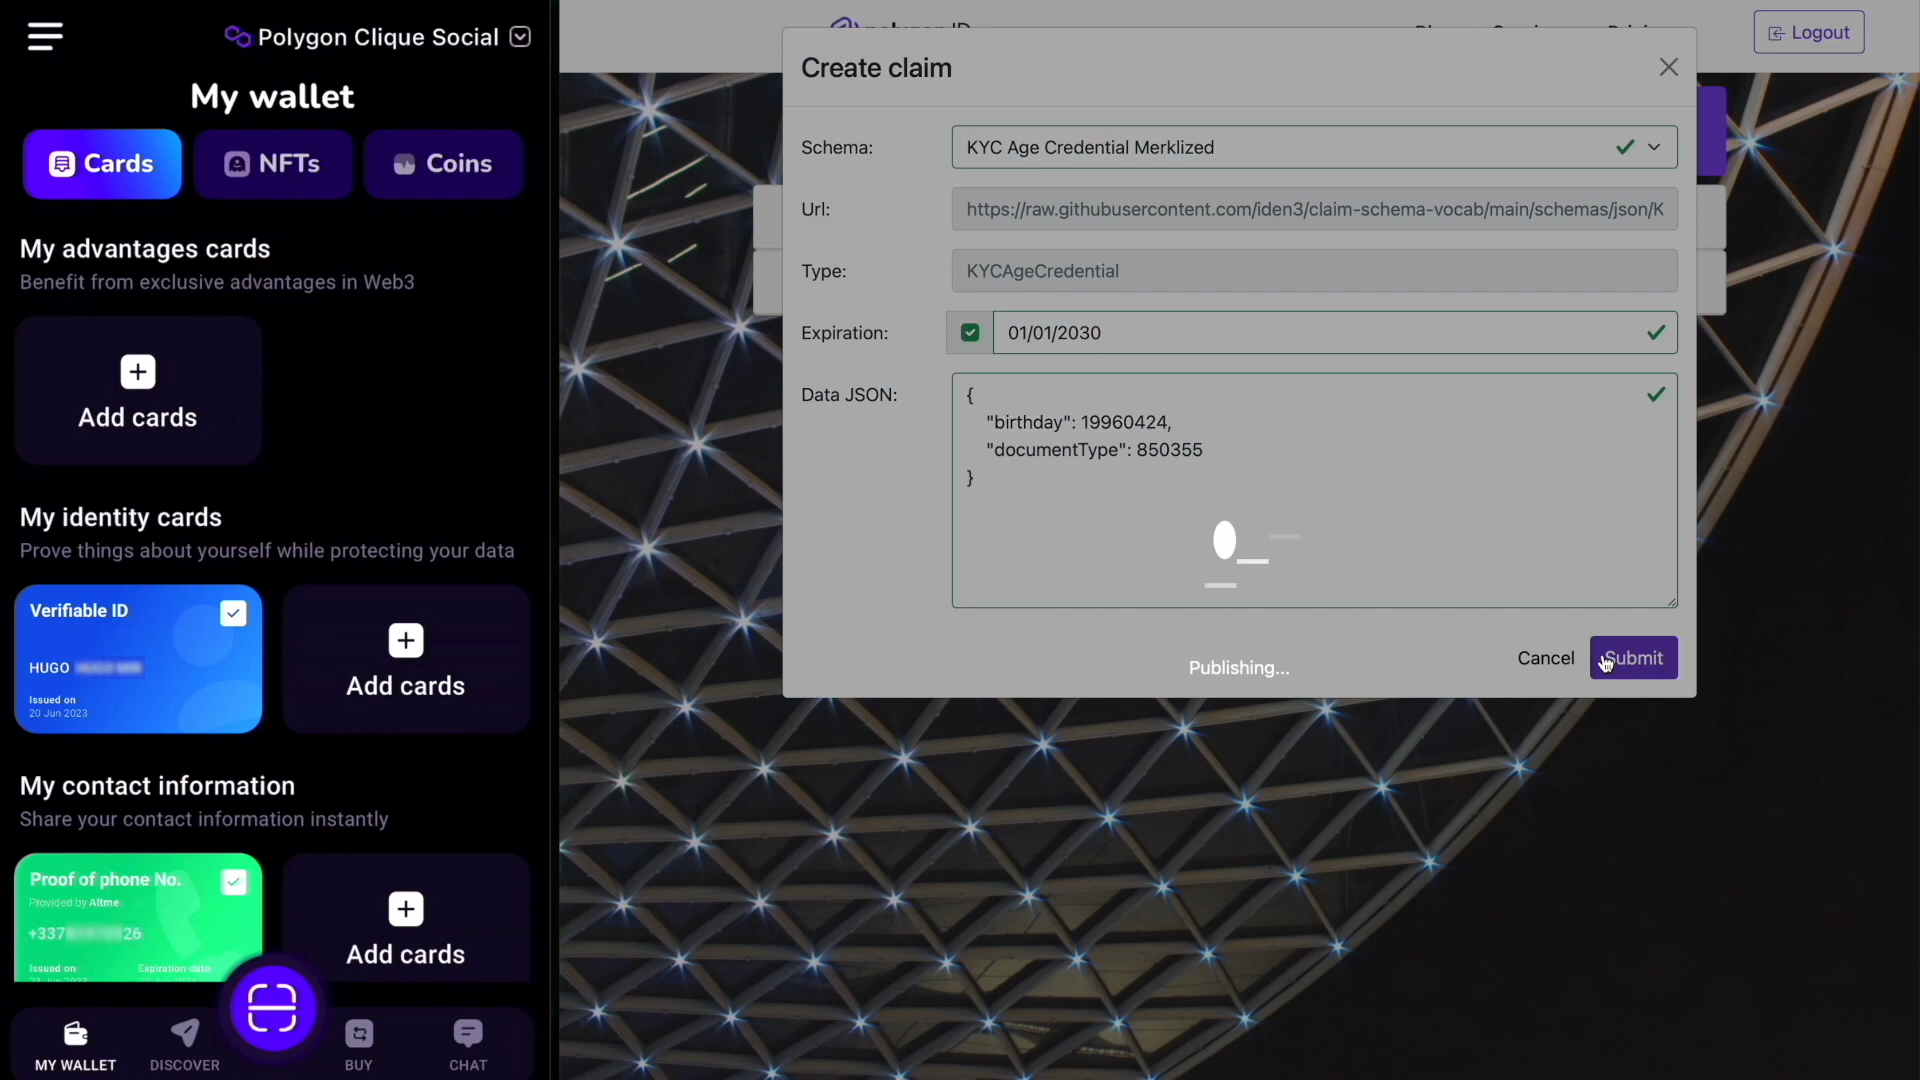 Polygon Clique Social
My wallet
Cards
NFTs
Coins
My advantages cards
Benefit from exclusive advantages in Web3
Add cards
My identity cards
Prove things about yourself while protecting your data
Verifiable ID
HUGO
Issued on
20 Jun 2023
Add cards
My contact information
Share your contact information instantly
Proof of phone No.
Provided by Altme
+337
26
Issued on
Expiration date
Add cards
MY WALLET
DISCOVER
BUY
CHAT
Logout
Create claim
Schema:
KYC Age Credential Merklized
Url:
https://raw.githubusercontent.com/iden3/claim-schema-vocab/main/schemas/json/K
Type:
KYCAgeCredential
Expiration:
01/01/2030
Data JSON:
{
"birthday": 19960424,
"documentType": 850355
}
Publishing...
Cancel
Submit